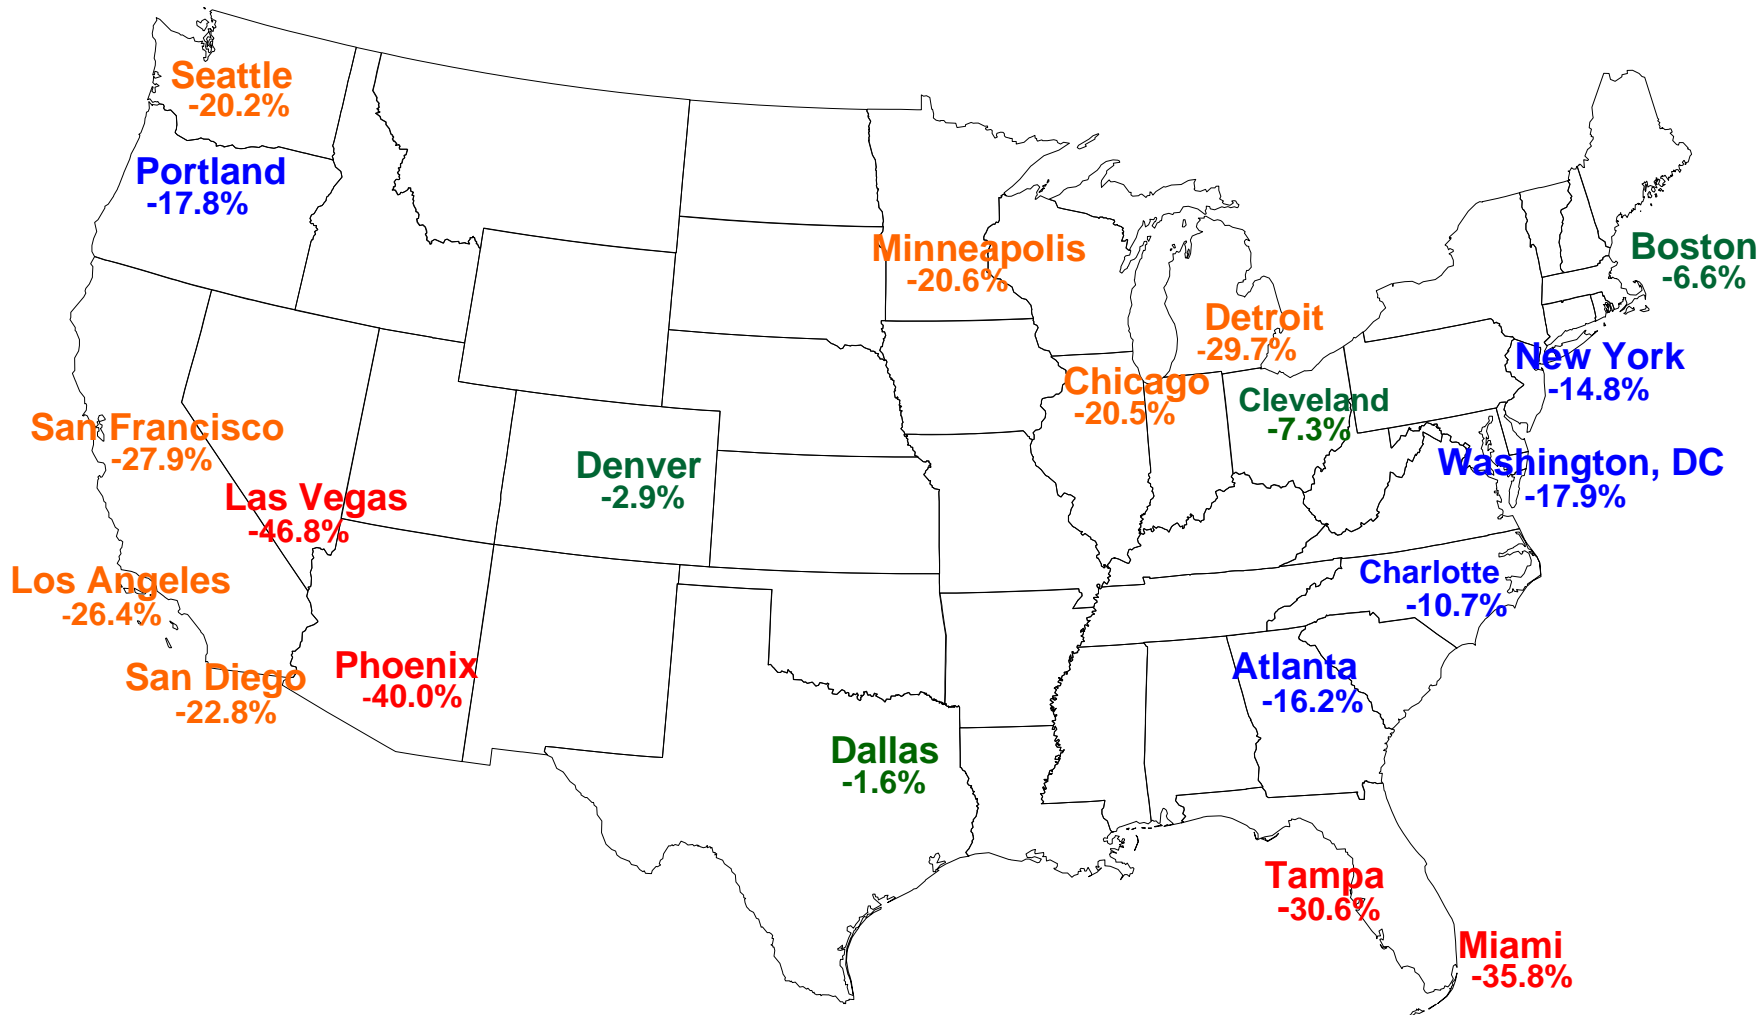 Seattle
-20.2%
Portland
-17.8%
Minneapolis
-20.6%
Boston
-6.6%
Detroit
-29.7%
New York
-14.8%
Chicago
-20.5%
Cleveland
-7.3%
San Francisco
-27.9%
Denver
-2.9%
Washington, DC
-17.9%
Las Vegas
-46.8%
Los Angeles
-26.4%
Charlotte
-10.7%
San Diego
-22.8%
Phoenix
-40.0%
Atlanta
-16.2%
Dallas
-1.6%
Tampa
-30.6%
Miami
-35.8%